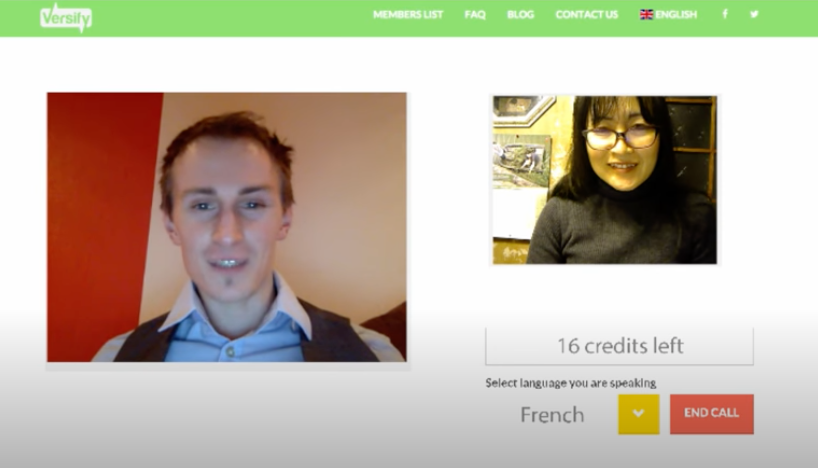 Versify
MEMBERS LIST FAQ BLOG CONTACT US ENGLISH
16 credits left
Select language you are speaking
French
END CALL